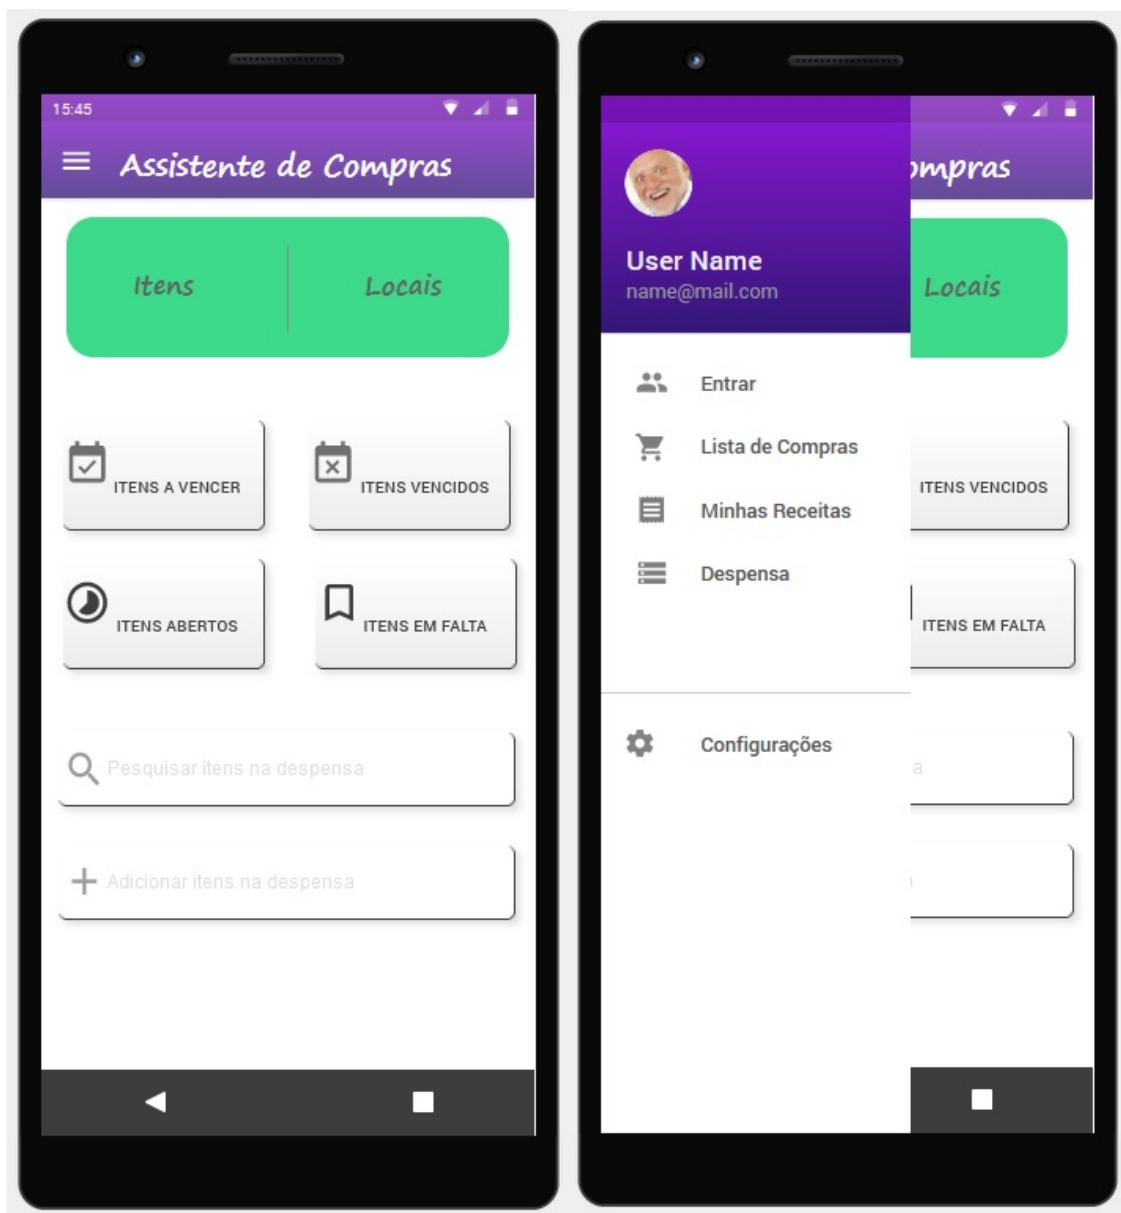 15:45
Assistente de Compras
Itens
Locais
ITENS A VENCER
ITENS VENCIDOS
ITENS ABERTOS
ITENS EM FALTA
Pesquisar itens na despensa
Adicionar itens na despensa
ompras
User Name
name@mail.com
Locais
Entrar
Lista de Compras
Minhas Receitas
Despensa
ITENS VENCIDOS
ITENS EM FALTA
Configurações
a